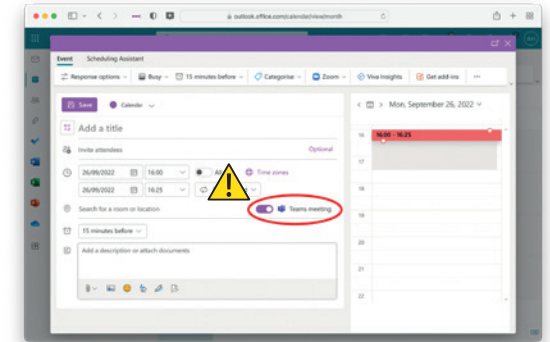 outlook.office.com/calendar/view/month
Event Scheduling Assistant
Response options Busy 15 minutes before Categorise Zoom Viva Insights Get add-ins
Save Calendar
Mon, September 26, 2022
Add a title
16 16:00 - 16:25
Invite attendees Optional
26/09/2022 16:00 Time zones
17
26/09/2022 16:25
18
Search for a room or location Teams meeting
19
15 minutes before
20
Add a description or attach documents
21
22